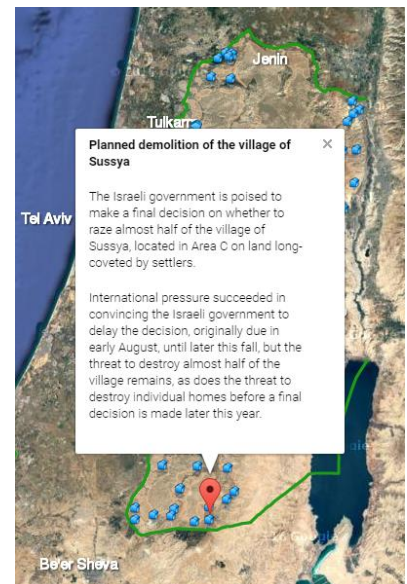 Jenin
Tulkarm
Planned demolition of the village of
Sussya
×
The Israeli government is poised to
make a final decision on whether to
raze almost half of the village of
Sussya, located in Area C on land long-
coveted by settlers.
International pressure succeeded in
convincing the Israeli government to
delay the decision, originally due in
early August, until later this fall, but the
threat to destroy almost half of the
village remains, as does the threat to
destroy individual homes before a final
decision is made later this year.
Tel Aviv
Be'er Sheva